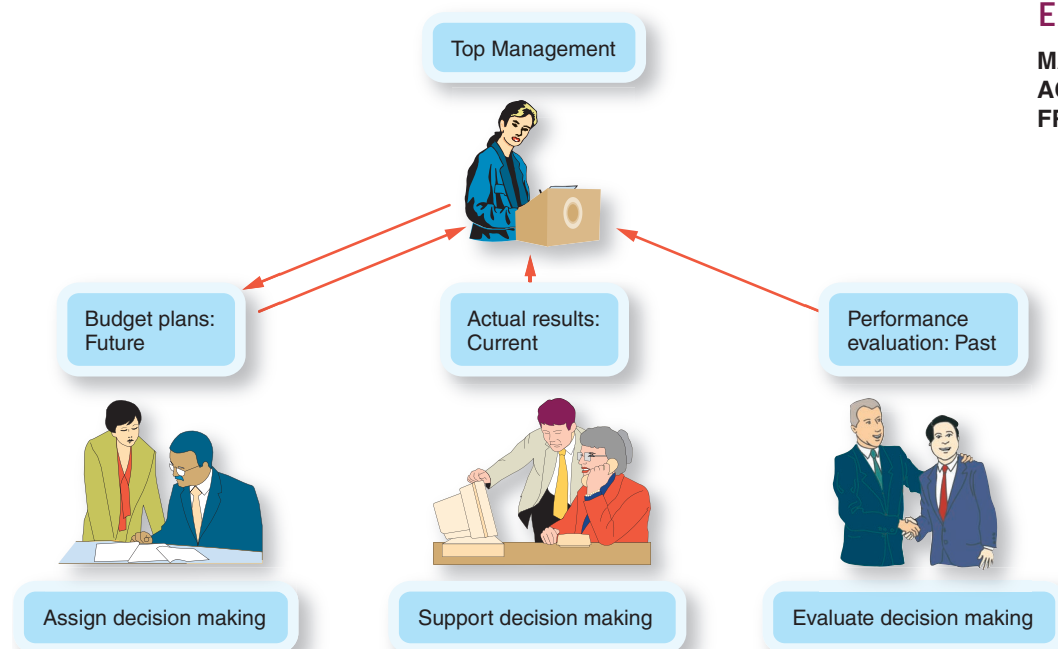 E
Top Management
Budget plans:
Future
Actual results:
Current
Performance
evaluation: Past
Assign decision making
Support decision making
Evaluate decision making